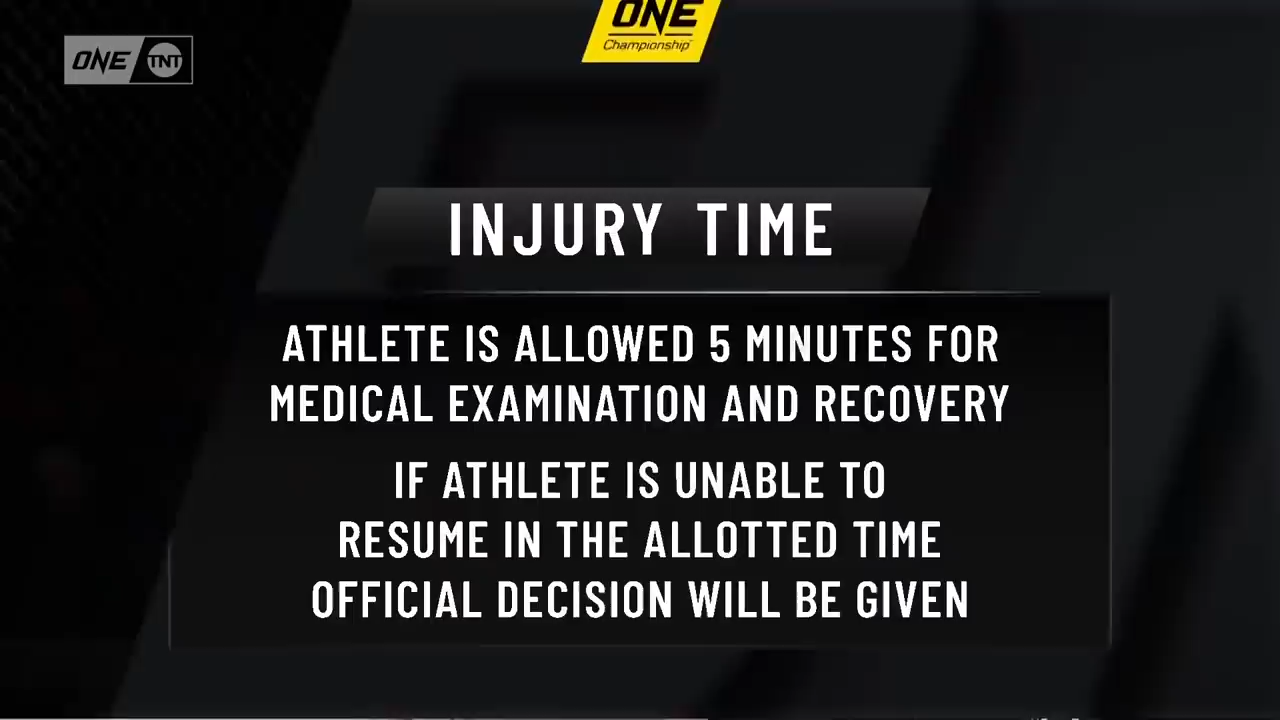 ONE
Championship
ONE TNT
INJURY TIME
ATHLETE IS ALLOWED 5 MINUTES FOR
MEDICAL EXAMINATION AND RECOVERY
IF ATHLETE IS UNABLE TO
RESUME IN THE ALLOTTED TIME
OFFICIAL DECISION WILL BE GIVEN